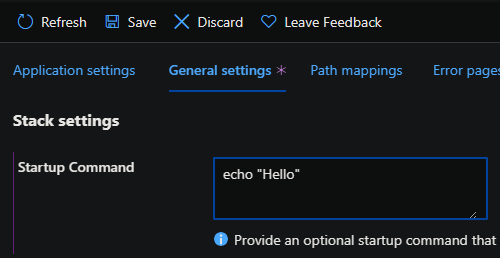 Refresh Save Discard Leave Feedback
Application settings General settings * Path mappings Error pages
Stack settings
Startup Command echo "Hello"
Provide an optional startup command that